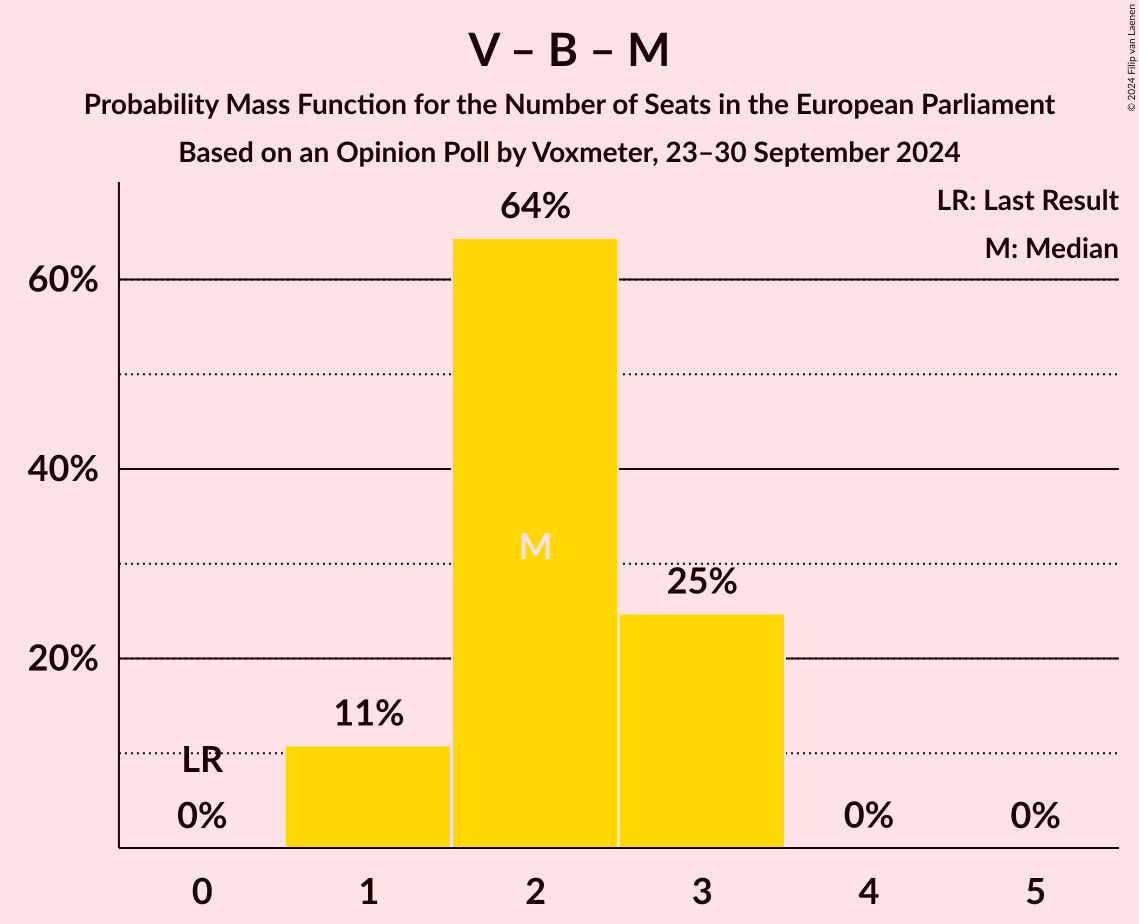 V – B – M
Probability Mass Function for the Number of Seats in the European Parliament
Based on an Opinion Poll by Voxmeter, 23–30 September 2024
© 2024 Filip van Laenen
LR: Last Result
M: Median
64%
60%
40%
M
25%
20%
11%
LR
0%
0%
0%
0
1
2
3
4
5